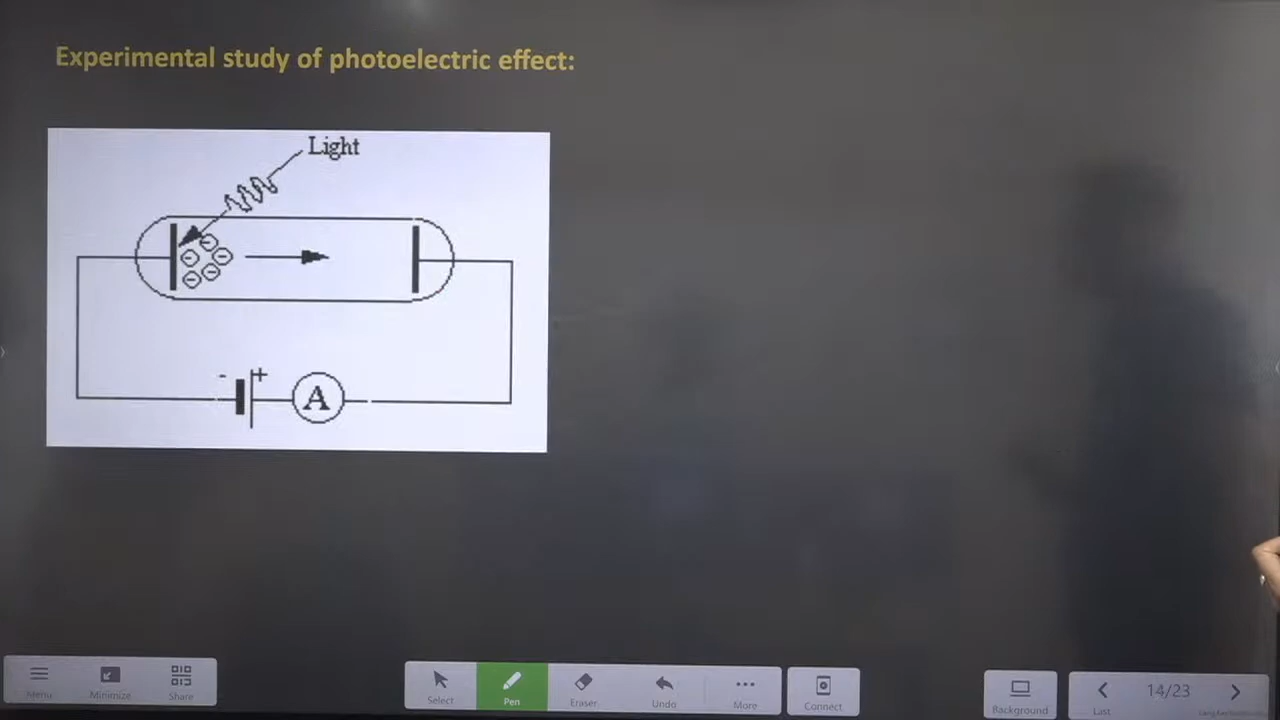 Experimental study of photoelectric effect:
Light
- +
A
Menu
Minimize
Share
Select
Pen
Eraser
Undo
More
Connect
Background
Last
14/23